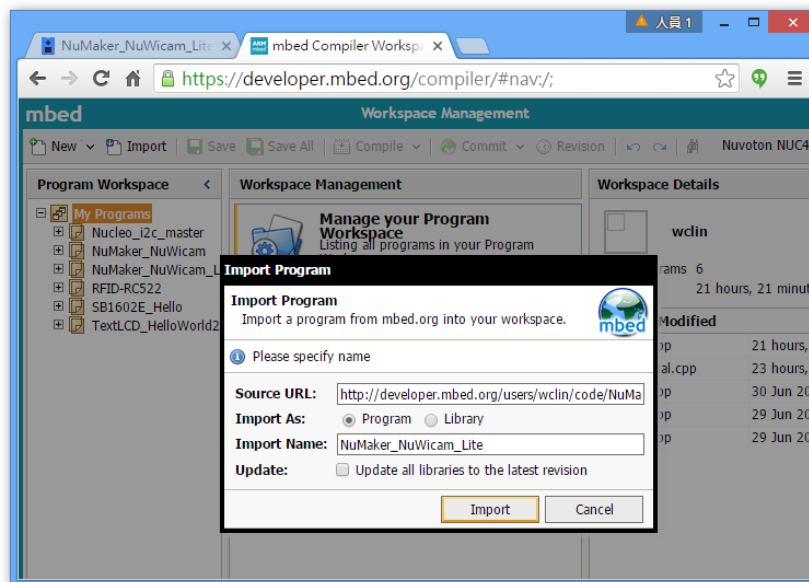 人員 1
NuMaker_NuWicam_Lite
mbed Compiler Worksp
https://developer.mbed.org/compiler/#nav:/;
mbed
Workspace Management
New Import Save Save All Compile Commit Revision Nuvoton NUC4
Program Workspace < Workspace Management Workspace Details
My Programs
Nucleo_i2c_master
NuMaker_NuWicam
NuMaker_NuWicam_L
RFID-RC522
SB1602E_Hello
TextLCD_HelloWorld2
Manage your Program
Workspace
Listing all programs in your Program
wclin
rams 6
21 hours, 21 minut
Modified
pp 21 hours,
al.cpp 23 hours,
pp 30 Jun 20
pp 29 Jun 20
pp 29 Jun 20
Import Program
Import Program
Import a program from mbed.org into your workspace.
mbed
Please specify name
Source URL: http://developer.mbed.org/users/wclin/code/NuMa
Import As: Program Library
Import Name: NuMaker_NuWicam_Lite
Update: Update all libraries to the latest revision
Import Cancel